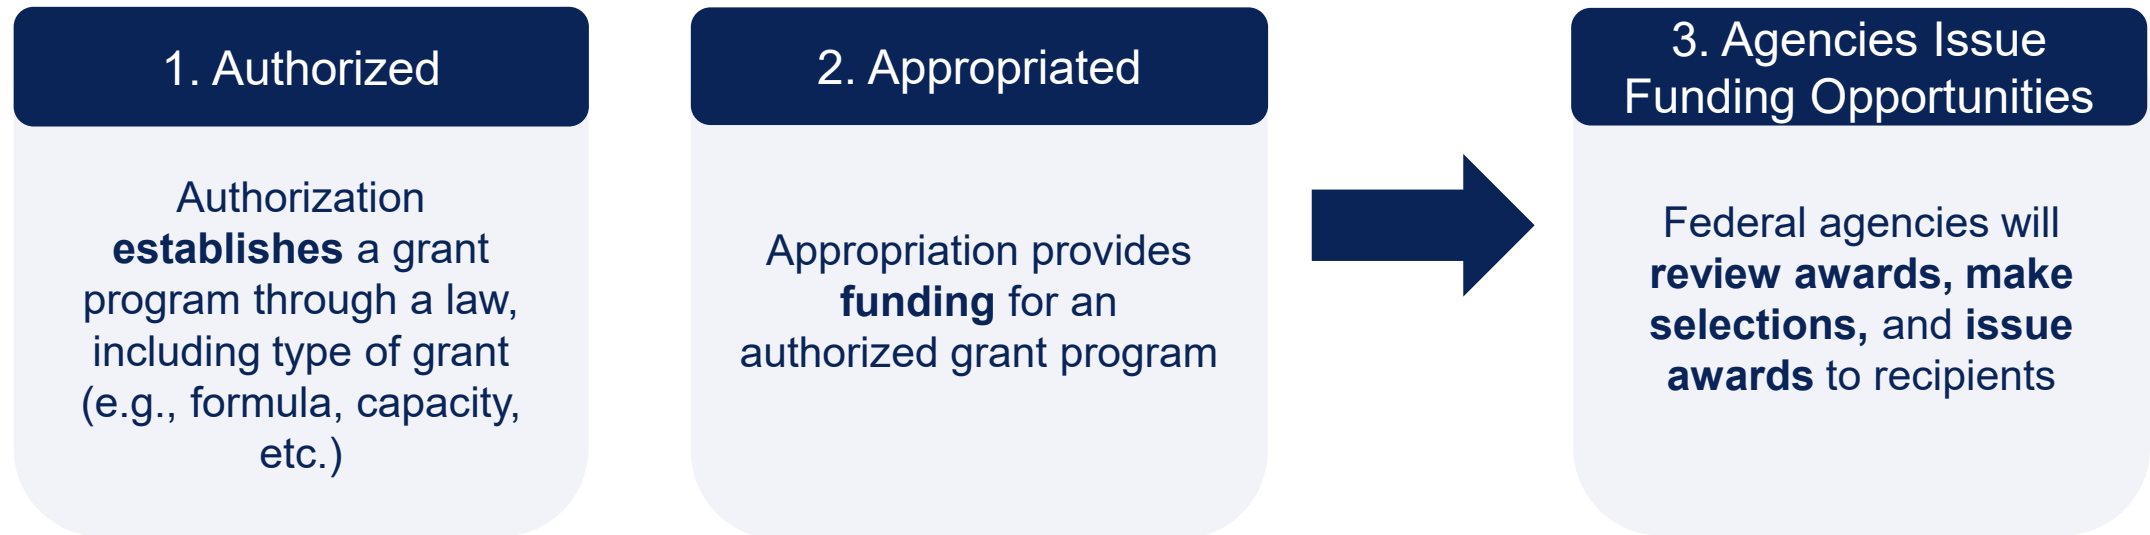 1. Authorized
Authorization
establishes a grant
program through a law,
including type of grant
(e.g., formula, capacity,
etc.)
2. Appropriated
Appropriation provides
funding for an
authorized grant program
3. Agencies Issue
Funding Opportunities
Federal agencies will
review awards, make
selections, and issue
awards to recipients